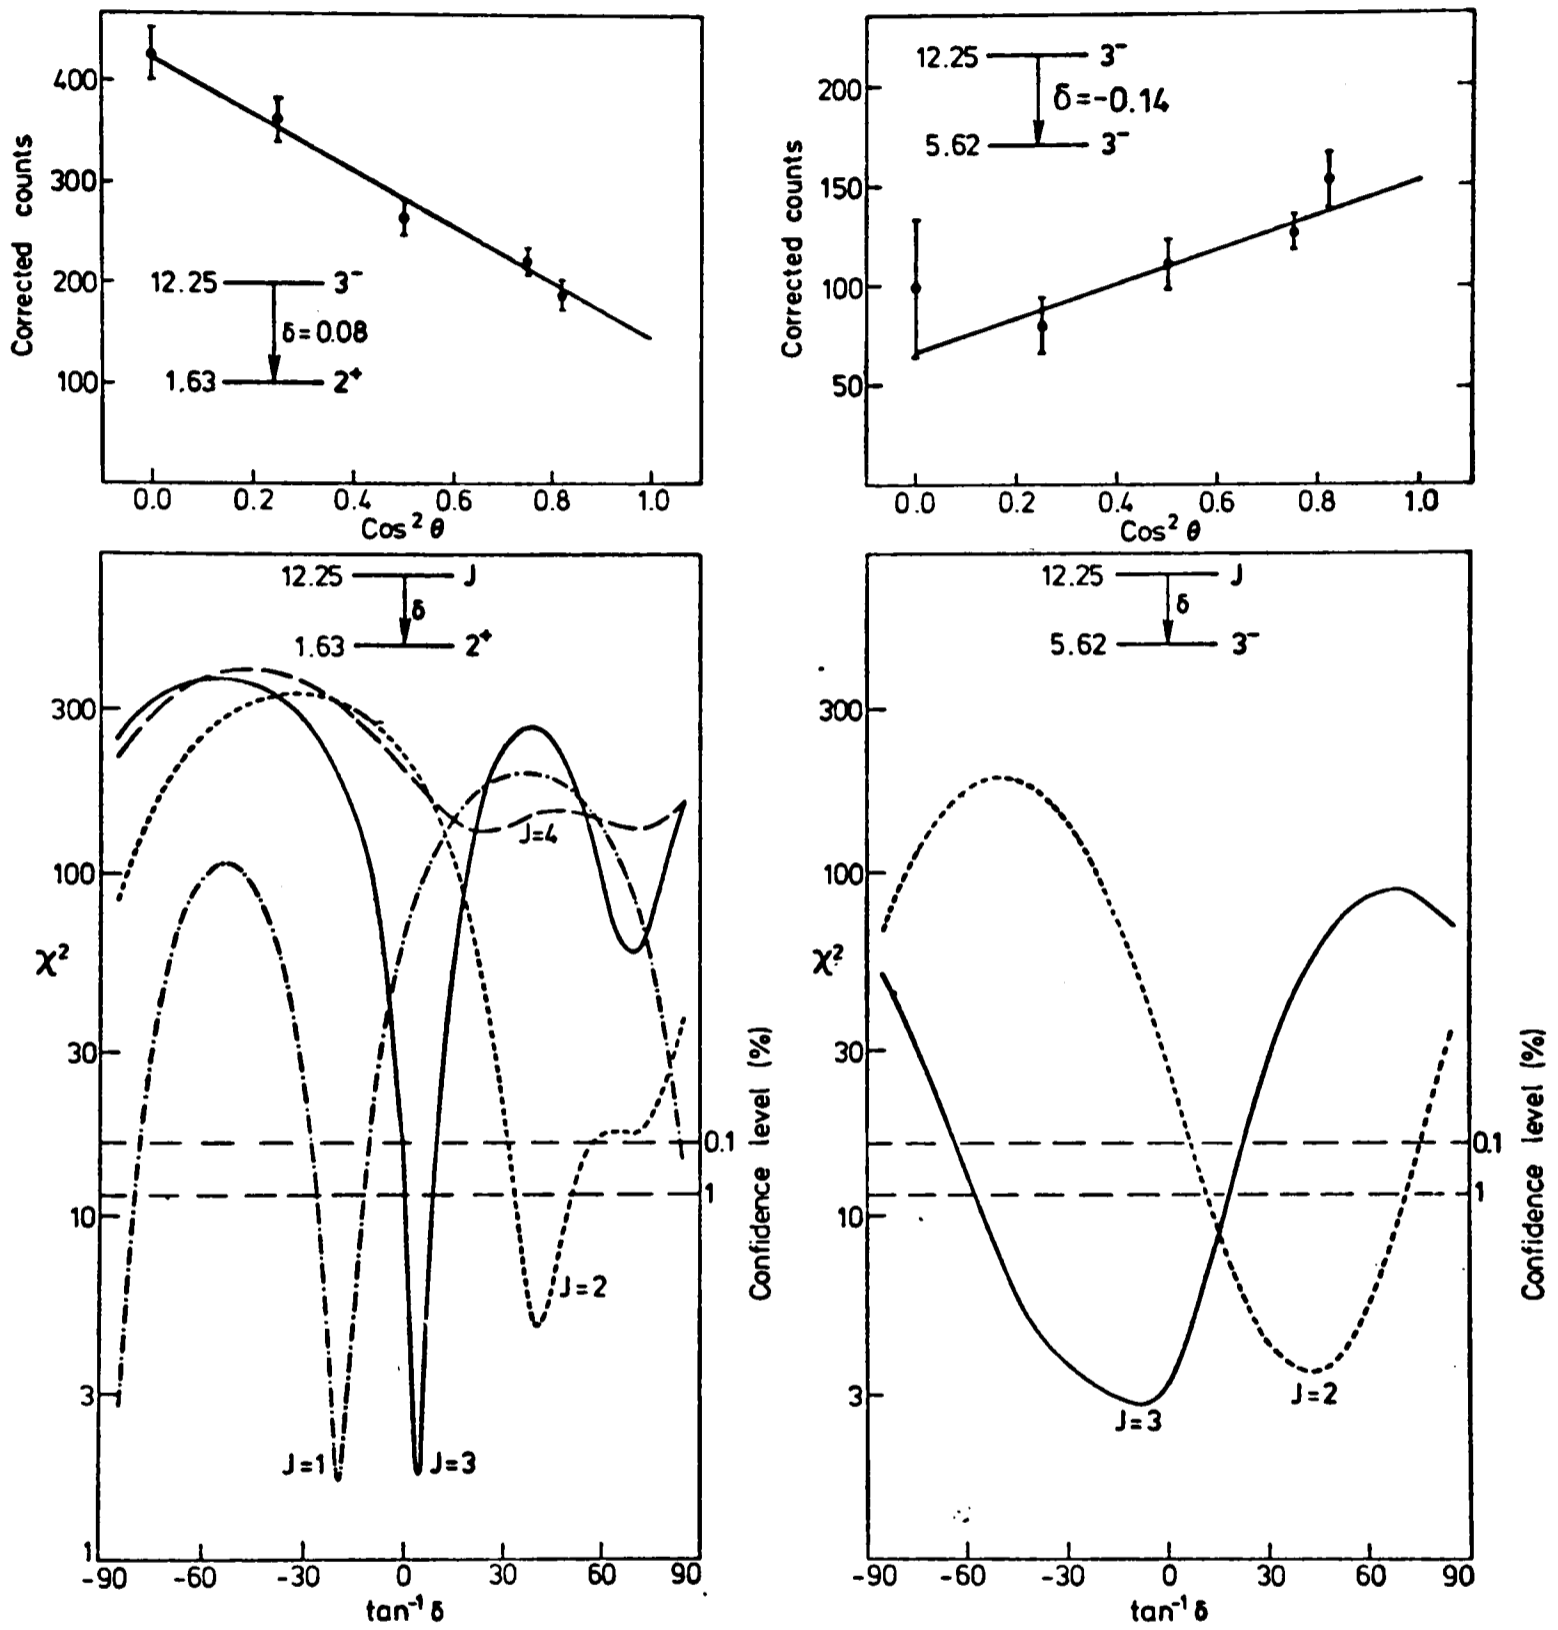 Corrected counts
400
300
200
100
12.25 3⁻
δ=0.08
1.63 2⁺
0.0 0.2 0.4 0.6 0.8 1.0
Cos² θ
Corrected counts
200
150
100
50
12.25 3⁻
δ=-0.14
5.62 3⁻
0.0 0.2 0.4 0.6 0.8 1.0
Cos² θ
12.25 J
δ
1.63 2⁺
χ²
300
100
30
10
3
1
J=4
J=2
J=1
J=3
0.1
1
Confidence level (%)
-90 -60 -30 0 30 60 90
tan⁻¹ δ
12.25 J
δ
5.62 3⁻
χ²
300
100
30
10
3
J=3
J=2
0.1
1
Confidence level (%)
-90 -60 -30 0 30 60 90
tan⁻¹ δ